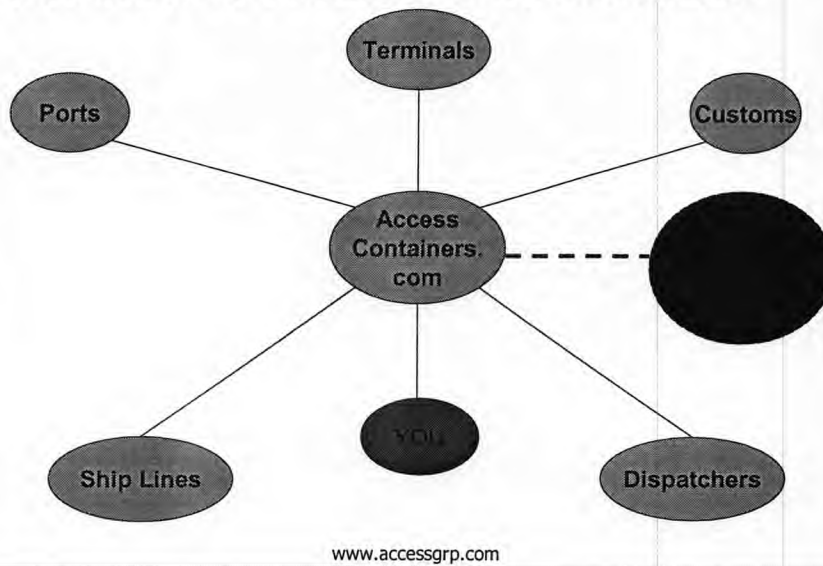 Terminals
Ports
Customs
Access
Containers.
com
YOU
Ship Lines
Dispatchers
www.accessgrp.com